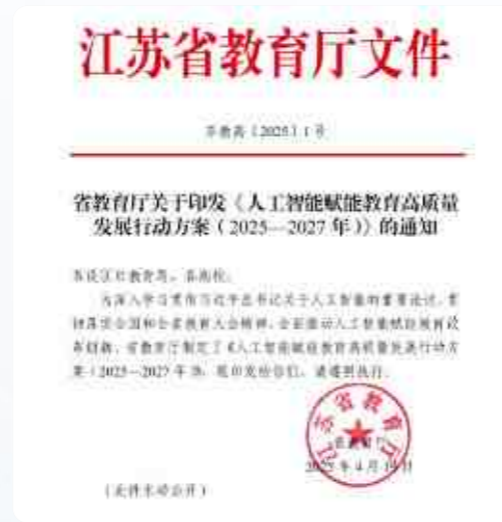 江苏省教育厅文件
苏教高〔2025〕1号
省教育厅关于印发《人工智能赋能教育高质量
发展行动方案(2025—2027年)》的通知
各设区市教育局,各高校:
为深入学习贯彻习近平总书记关于人工智能的重要论述,贯
彻落实全国和全省教育大会精神,全面推动人工智能赋能教育改
革创新,省教育厅制定了《人工智能赋能教育高质量发展行动方
案(2025—2027年)》,现印发给你们,请遵照执行。
江苏省教育厅
省教育厅
2025年4月
(此件主动公开)